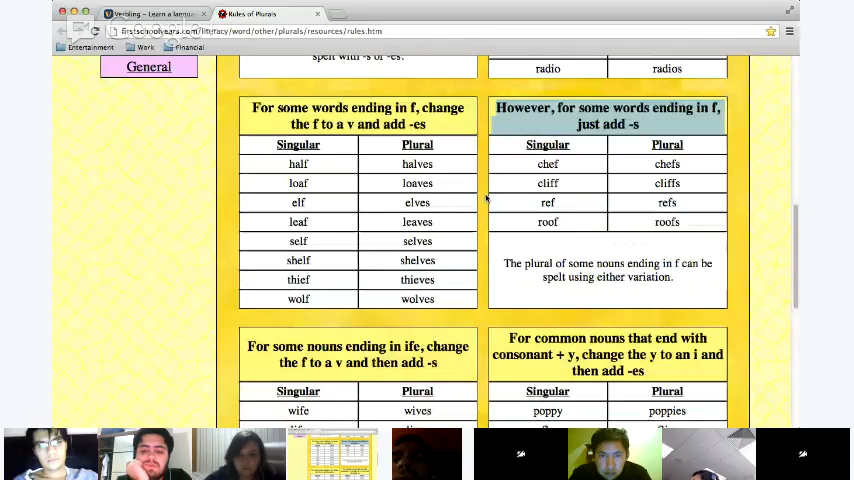 Verbling – Learn a langua
Rules of Plurals
Google
firstschoolyears.com/literacy/word/other/plurals/resources/rules.htm
Entertainment
Work
Financial
General
spelt with -s or -es.
radio radios
For some words ending in f, change
the f to a v and add -es
Singular Plural
half halves
loaf loaves
elf elves
leaf leaves
self selves
shelf shelves
thief thieves
wolf wolves
However, for some words ending in f,
just add -s
Singular Plural
chef chefs
cliff cliffs
ref refs
roof roofs
The plural of some nouns ending in f can be
spelt using either variation.
For some nouns ending in ife, change
the f to a v and then add -s
Singular Plural
wife wives
For common nouns that end with
consonant + y, change the y to an i and
then add -es
Singular Plural
poppy poppies